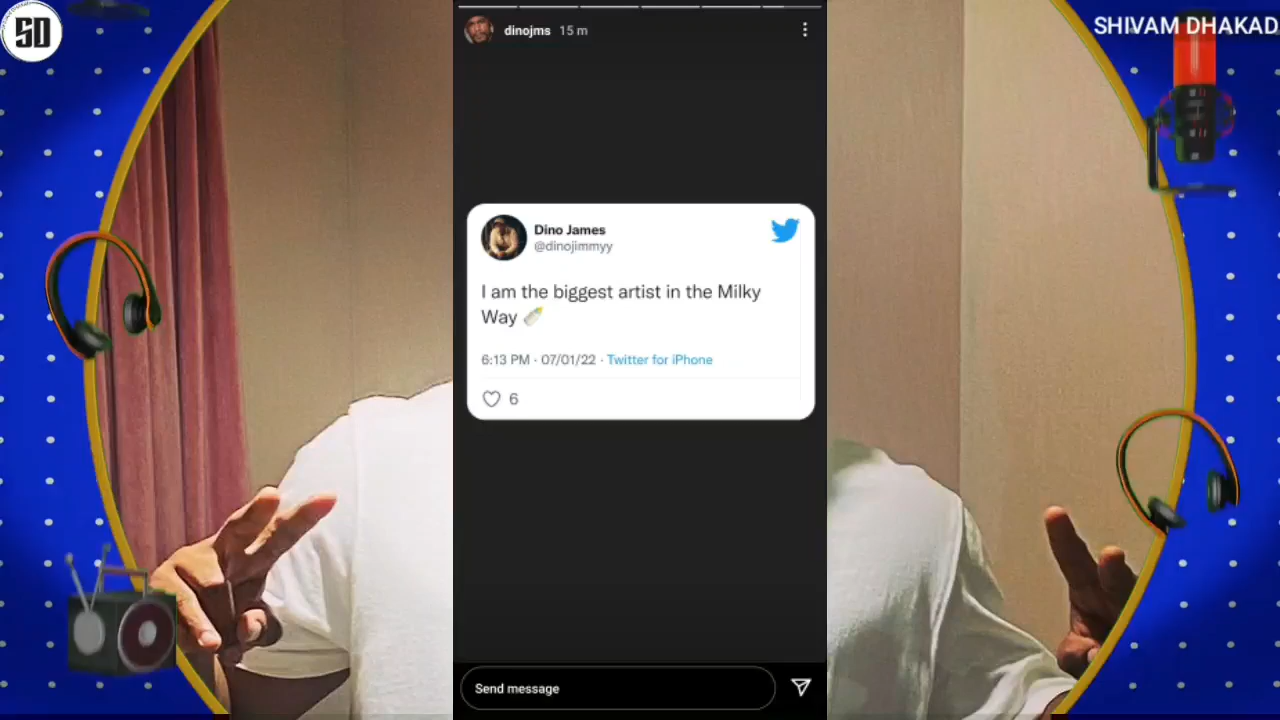 SD
SHIVAM DHAKAD
dinojms 15 m
Dino James
@dinojimmyy
I am the biggest artist in the Milky
Way 🍼
6:13 PM · 07/01/22 · Twitter for iPhone
6
Send message